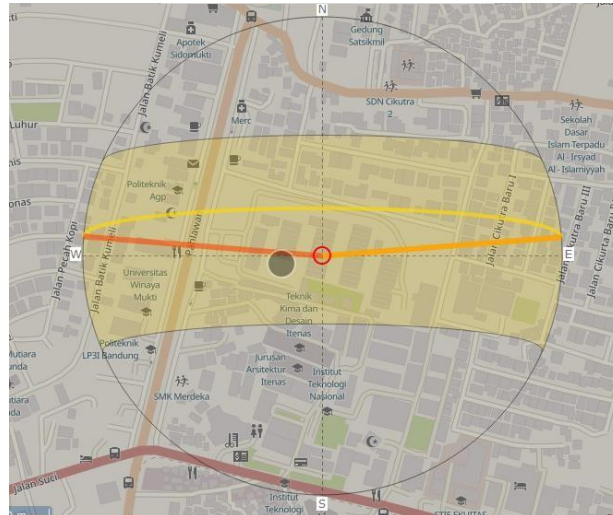 N
Gedung
Satsikmil
Apotek
Sidomukti
Jalan Batik Kumeli
Luhur
SDN Cikutra
2
Merc
Sekolah
Dasar
Islam Terpadu
Al - Irsyad
Al - Islamiyyah
Politeknik
Agp
Jalan Cikutra Baru I
Jalan Cikutra Baru III
Jalan Cikutra Baru
Pahlawan
Jalan Pecah Kopi
Jalan Batik Kumeli
W
E
Universitas
Winaya
Mukti
Teknik
Kima dan
Desain
Itenas
Politeknik
LP3I Bandung
Jurusan
Arsitektur
Itenas
Institut
Teknologi
Nasional
SMK Merdeka
Mutiara
Jalan Suci
S
Institut
Teknologi
STIE EKUITAS